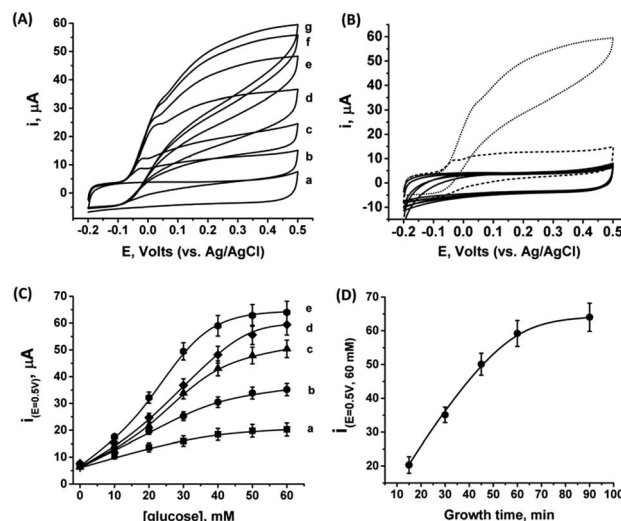 (A)
60
50
40
30
20
10
0
i, μA
g
f
e
d
c
b
a
-0.2 -0.1 0.0 0.1 0.2 0.3 0.4 0.5
E, Volts (vs. Ag/AgCl)
(B)
60
50
40
30
20
10
0
-10
i, μA
-0.2 -0.1 0.0 0.1 0.2 0.3 0.4 0.5
E, Volts (vs. Ag/AgCl)
(C)
70
60
50
40
30
20
10
0
i(E=0.5V), μA
e
d
c
b
a
0 10 20 30 40 50 60
[glucose], mM
(D)
70
60
50
40
30
20
i(E=0.5V, 60 mM)
10 20 30 40 50 60 70 80 90 100
Growth time, min